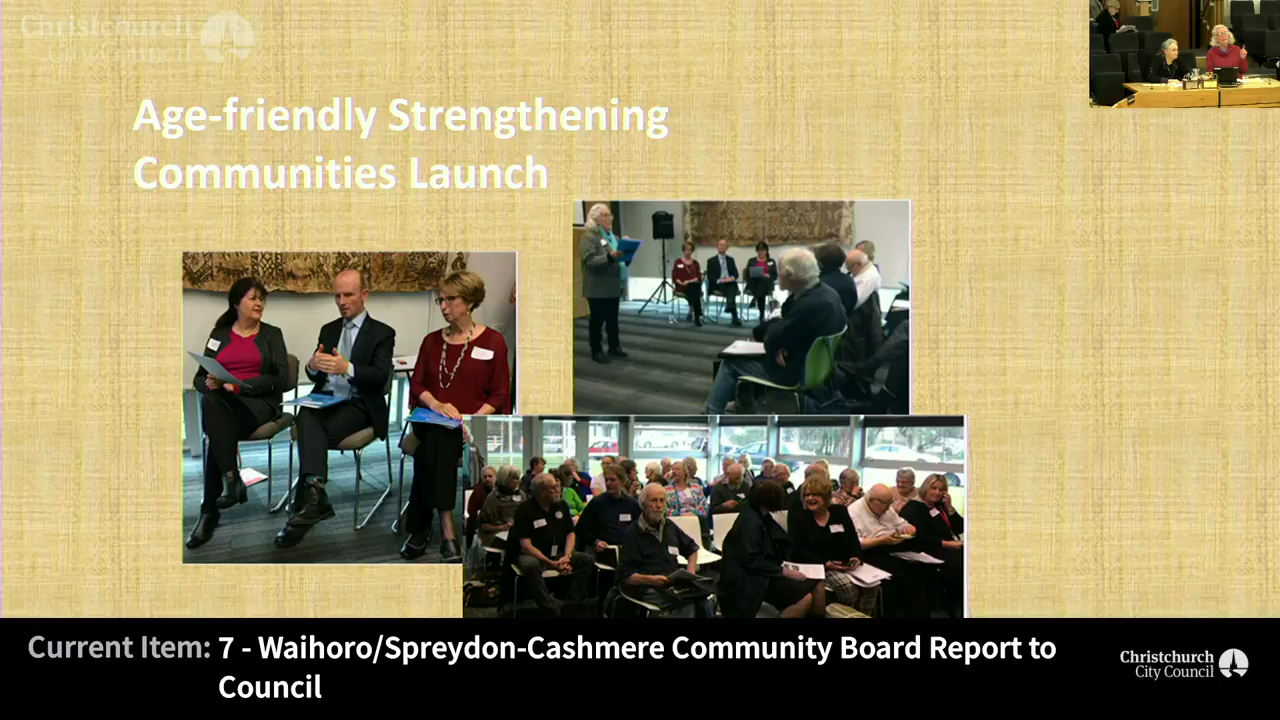 Christchurch
City Council
Age-friendly Strengthening
Communities Launch
Current Item: 7 - Waihoro/Spreydon-Cashmere Community Board Report to
Council
Christchurch
City Council